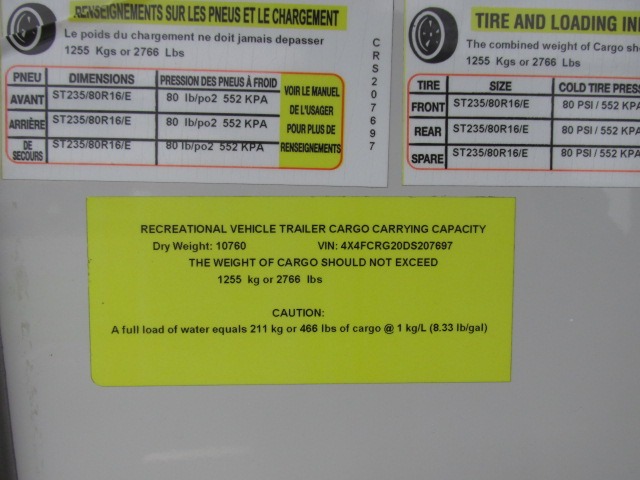 RENSEIGNEMENTS SUR LES PNEUS ET LE CHARGEMENT
Le poids du chargement ne doit jamais depasser
1255 Kgs or 2766 Lbs
PNEU DIMENSIONS PRESSION DES PNEUS À FROID
AVANT ST235/80R16/E 80 lb/po2 552 KPA
ARRIÈRE ST235/80R16/E 80 lb/po2 552 KPA
DE SECOURS ST235/80R16/E 80 lb/po2 552 KPA
VOIR LE MANUEL
DE L'USAGER
POUR PLUS DE
RENSEIGNEMENTS
CRS207697
TIRE AND LOADING
The combined weight of Cargo
1255 Kgs or 2766 Lbs
TIRE SIZE COLD TIRE
FRONT ST235/80R16/E 80 PSI / 552 KPA
REAR ST235/80R16/E 80 PSI / 552 KPA
SPARE ST235/80R16/E 80 PSI / 552 KPA
RECREATIONAL VEHICLE TRAILER CARGO CARRYING CAPACITY
Dry Weight: 10760 VIN: 4X4FCRG20DS207697
THE WEIGHT OF CARGO SHOULD NOT EXCEED
1255 kg or 2766 lbs
CAUTION:
A full load of water equals 211 kg or 466 lbs of cargo @ 1 kg/L (8.33 lb/gal)